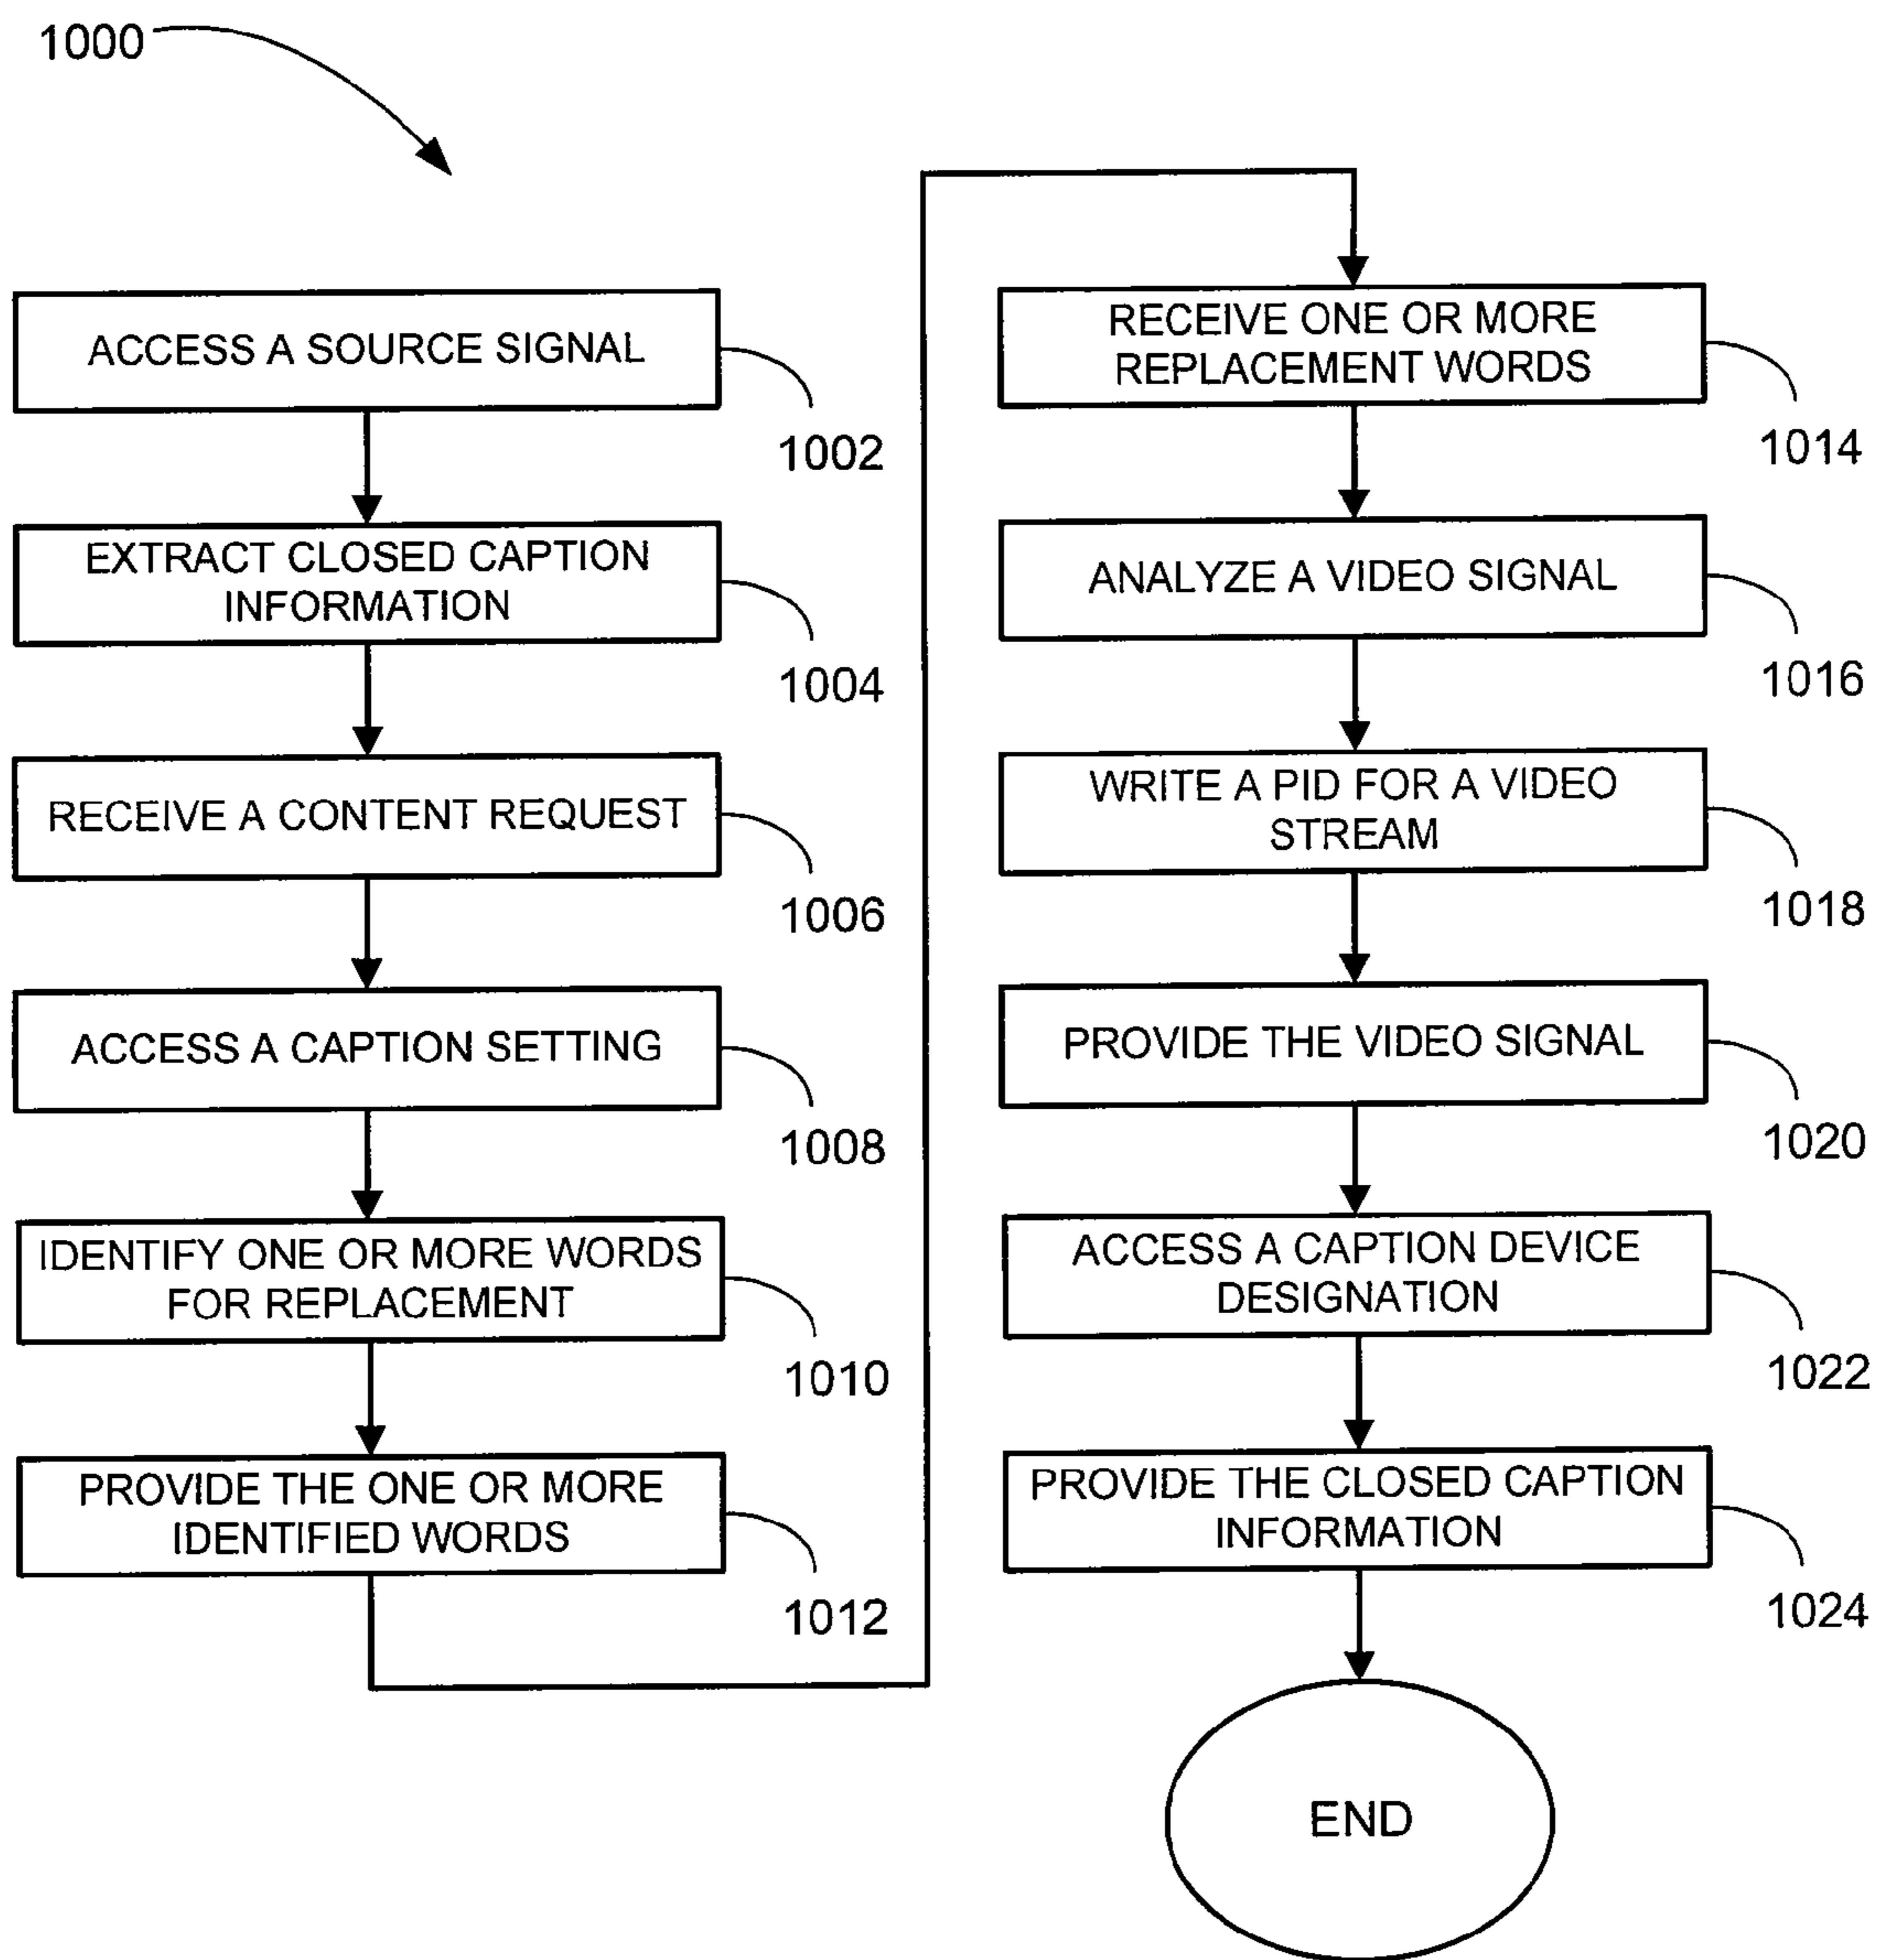 1000
ACCESS A SOURCE SIGNAL
1002
EXTRACT CLOSED CAPTION
INFORMATION
1004
RECEIVE A CONTENT REQUEST
1006
ACCESS A CAPTION SETTING
1008
IDENTIFY ONE OR MORE WORDS
FOR REPLACEMENT
1010
PROVIDE THE ONE OR MORE
IDENTIFIED WORDS
1012
RECEIVE ONE OR MORE
REPLACEMENT WORDS
1014
ANALYZE A VIDEO SIGNAL
1016
WRITE A PID FOR A VIDEO
STREAM
1018
PROVIDE THE VIDEO SIGNAL
1020
ACCESS A CAPTION DEVICE
DESIGNATION
1022
PROVIDE THE CLOSED CAPTION
INFORMATION
1024
END